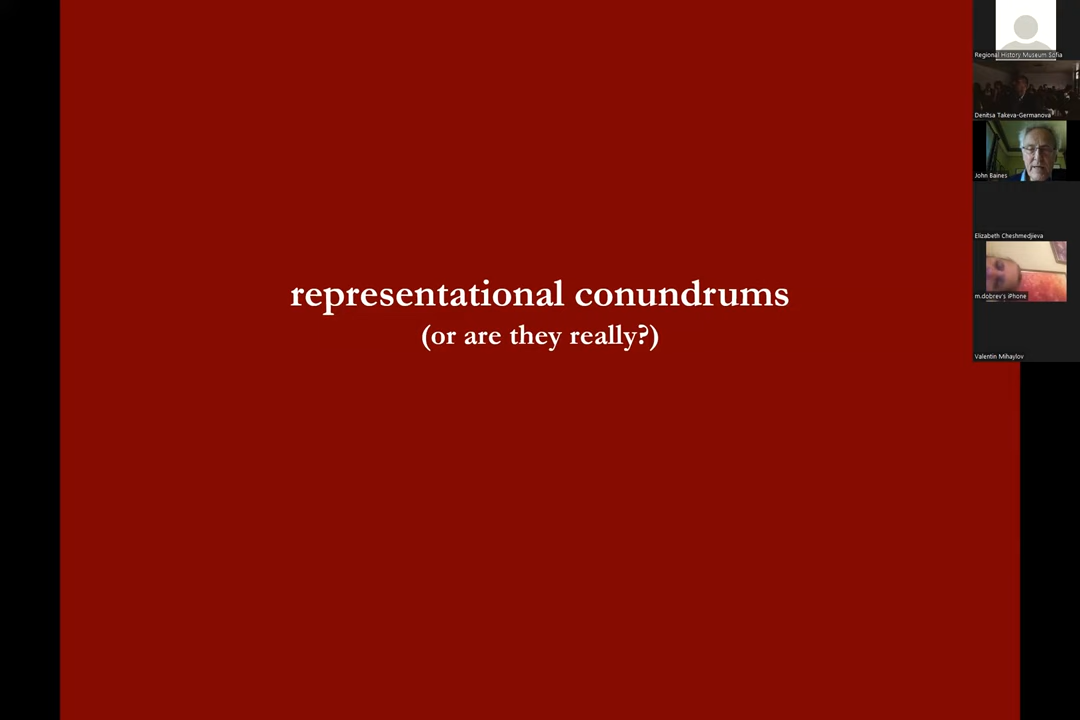 representational conundrums
(or are they really?)
Regional History Museum Sofia
Denitsa Takeva-Germanova
John Baines
Elizabeth Cheshmedjieva
m.dobrev's iPhone
Valentin Mihaylov